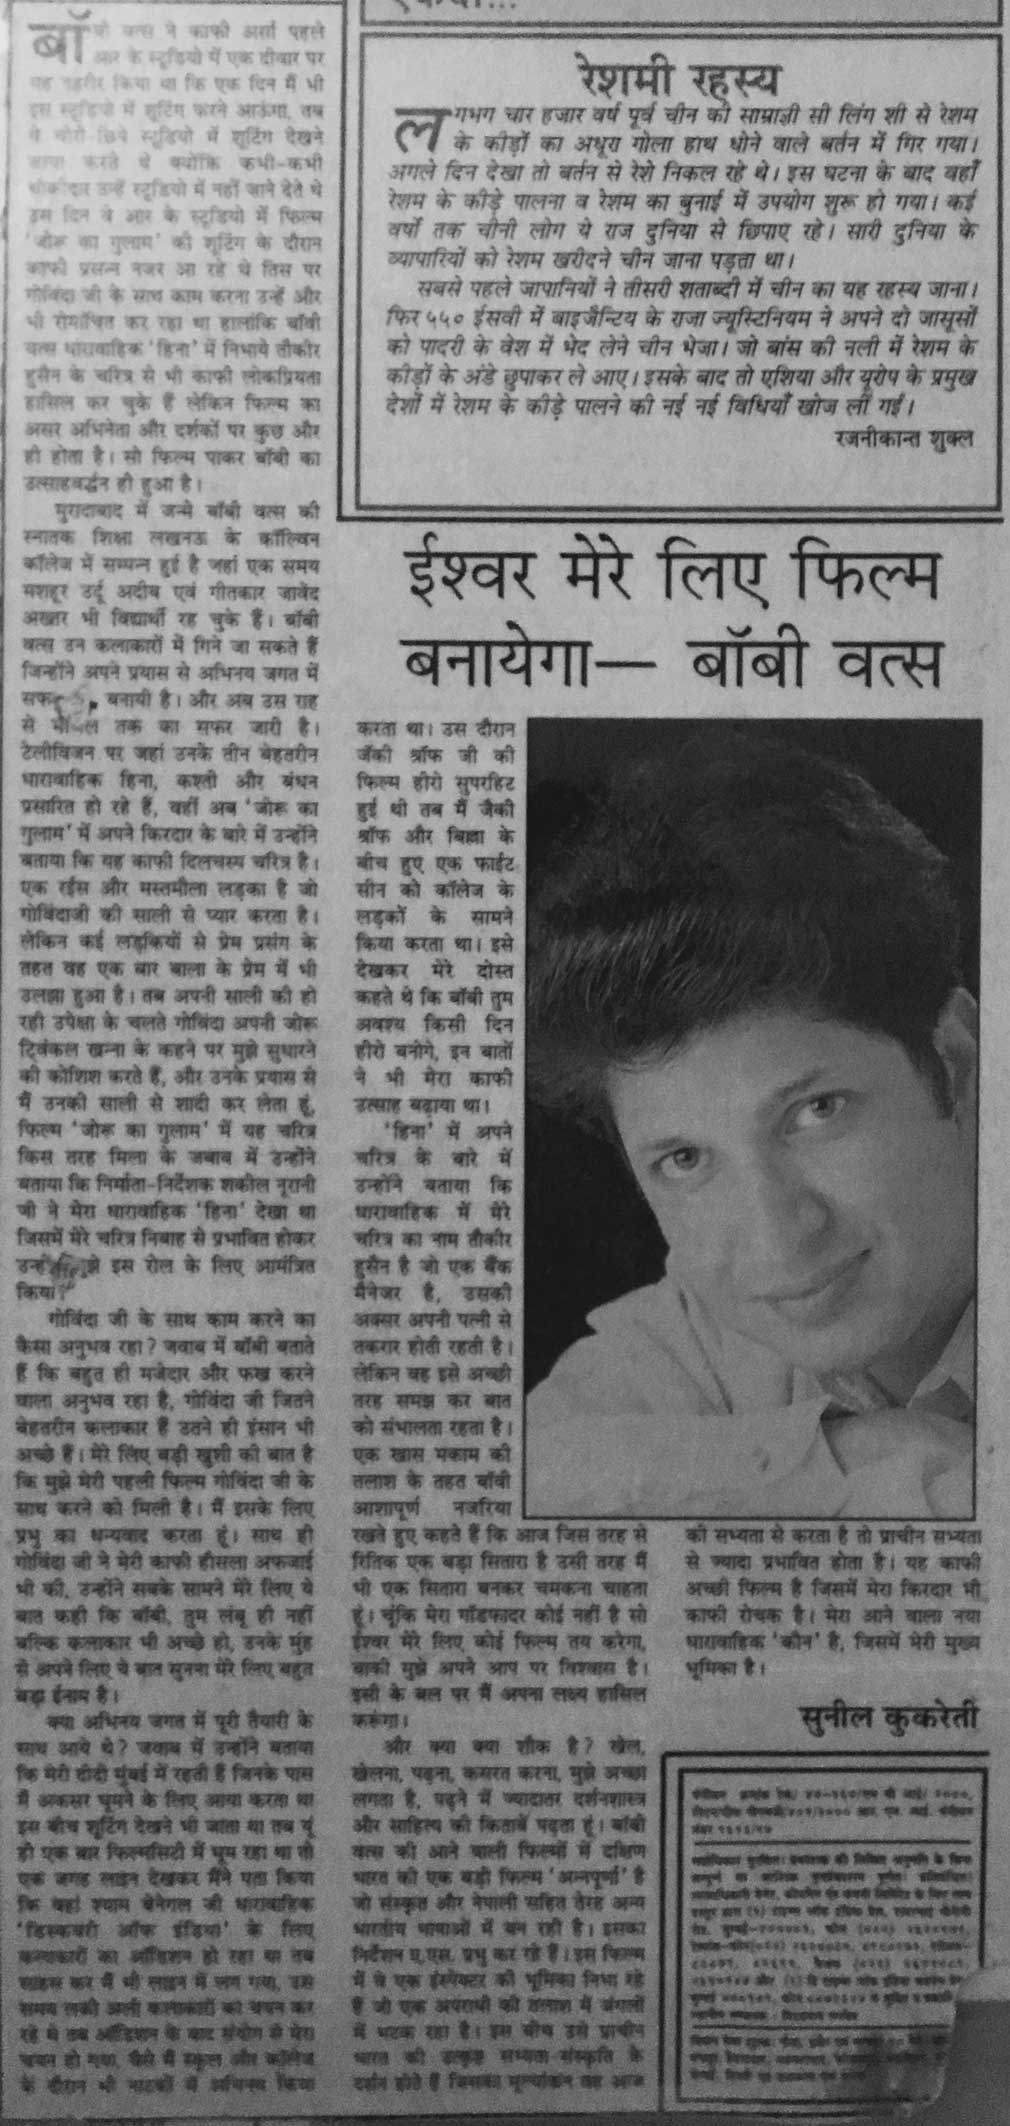 रेशमी रहस्य
लगभग चार हजार वर्ष पूर्व चीन की साम्राज्ञी सी लिंग शी से रेशम
के कीड़ों का अधूरा गोला हाथ धोने वाले बर्तन में गिर गया।
अगले दिन देखा तो बर्तन से रेशे निकल रहे थे। इस घटना के बाद वहाँ
रेशम के कीड़े पालना व रेशम का बुनाई में उपयोग शुरू हो गया। कई
वर्षों तक चीनी लोग ये राज दुनिया से छिपाए रहे। सारी दुनिया के
व्यापारियों को रेशम खरीदने चीन जाना पड़ता था।
सबसे पहले जापानियों ने तीसरी शताब्दी में चीन का यह रहस्य जाना।
फिर ५५० ईसवी में बाइजैन्टिय के राजा ज्यूस्टिनियम ने अपने दो जासूसों
को पादरी के वेश में भेद लेने चीन भेजा। जो बांस की नली में रेशम के
कीड़ों के अंडे छुपाकर ले आए। इसके बाद तो एशिया और यूरोप के प्रमुख
देशों में रेशम के कीड़े पालने की नई नई विधियाँ खोज ली गईं।
रजनीकान्त शुक्ल
ईश्वर मेरे लिए फिल्म
बनायेगा— बॉबी वत्स
बॉबी वत्स ने काफी अर्सा पहले
आर के स्टूडियो में एक दीवार पर
यह तहरीर किया था कि एक दिन मैं भी
इस स्टूडियो में शूटिंग करने आऊंगा, तब
वे चोरी छिपे स्टूडियो में शूटिंग देखने
जाया करते थे क्योंकि कभी-कभी
चौकीदार उन्हें स्टूडियो में नहीं जाने देते थे
उस दिन वे आर के स्टूडियो में फिल्म
'जोरू का गुलाम' की शूटिंग के दौरान
काफी प्रसन्न नजर आ रहे थे तिस पर
गोविंदा जी के साथ काम करना उन्हें और
भी रोमांचित कर रहा था हालांकि बॉबी
वत्स धारावाहिक 'हिना' में निभाये तौकीर
हुसैन के चरित्र से भी काफी लोकप्रियता
हासिल कर चुके हैं लेकिन फिल्म का
असर अभिनेता और दर्शकों पर कुछ और
ही होता है। सो फिल्म पाकर बॉबी का
उत्साहवर्द्धन ही हुआ है।
मुरादाबाद में जन्मे बॉबी वत्स की
स्नातक शिक्षा लखनऊ के कॉल्विन
कॉलेज में सम्पन्न हुई है जहां एक समय
मशहूर उर्दू अदीब एवं गीतकार जावेद
अख्तर भी विद्यार्थी रह चुके हैं। बॉबी
वत्स उन कलाकारों में गिने जा सकते हैं
जिन्होंने अपने प्रयास से अभिनय जगत में
बनायी है। और अब उस राह
से तक का सफर जारी है।
टेलीविजन पर जहां उनके तीन बेहतरीन
धारावाहिक हिना, कश्ती और बंधन
प्रसारित हो रहे हैं, वहीं अब 'जोरू का
गुलाम' में अपने किरदार के बारे में उन्होंने
बताया कि यह काफी दिलचस्प चरित्र है।
एक रईस और मस्तमौला लड़का है जो
गोविंदाजी की साली से प्यार करता है।
लेकिन कई लड़कियों से प्रेम प्रसंग के
तहत वह एक बार बाला के प्रेम में भी
उलझा हुआ है। तब अपनी साली की हो
रही उपेक्षा के चलते गोविंदा अपनी जोरू
ट्विंकल खन्ना के कहने पर मुझे सुधारने
की कोशिश करते हैं, और उनके प्रयास से
मैं उनकी साली से शादी कर लेता हूं,
फिल्म 'जोरू का गुलाम' में यह चरित्र
किस तरह मिला के जबाब में उन्होंने
बताया कि निर्माता-निर्देशक शकील नूरानी
जी ने मेरा धारावाहिक 'हिना' देखा था
जिसमें मेरे चरित्र निबाह से प्रभावित होकर
इस रोल के लिए आमंत्रित
किया।
गोविंदा जी के साथ काम करने का
कैसा अनुभव रहा? जवाब में बॉबी बताते
हैं कि बहुत ही मजेदार और फख्र करने
वाला अनुभव रहा है, गोविंदा जी जितने
बेहतरीन कलाकार हैं उतने ही इंसान भी
अच्छे हैं। मेरे लिए बड़ी खुशी की बात है
कि मुझे मेरी पहली फिल्म गोविंदा जी के
साथ करने को मिली है। मैं इसके लिए
प्रभु का धन्यवाद करता हूं। साथ ही
गोविंदा जी ने मेरी काफी हौसला अफजाई
भी की, उन्होंने सबके सामने मेरे लिए ये
बात कही कि बॉबी, तुम लंबू ही नहीं
बल्कि कलाकार भी अच्छे हो, उनके मुंह
से अपने लिए ये बात सुनना मेरे लिए बहुत
बड़ा ईनाम है।
क्या अभिनय जगत में पूरी तैयारी के
साथ आये थे? जवाब में उन्होंने बताया
कि मेरी दीदी मुंबई में रहती हैं जिनके पास
मैं अकसर घूमने के लिए आया करता था
इस बीच शूटिंग देखने भी जाता था तब यूं
ही एक बार फिल्मसिटी में घूम रहा था तो
एक जगह लाइन देखकर मैंने पता किया
कि वहां श्याम बेनेगल जी धारावाहिक
'डिस्कवरी ऑफ इंडिया' के लिए
कलाकारों का ऑडिशन हो रहा था तब
साहस कर मैं भी लाइन में लग गया, उस
समय लकी अली कलाकारों का चयन कर
रहे थे तब ऑडिशन के बाद संयोग से मेरा
चयन हो गया, वैसे मैं स्कूल और कॉलेज
के दौरान भी नाटकों में अभिनय किया
करता था। उस दौरान
जैकी श्रॉफ जी की
फिल्म हीरो सुपरहिट
हुई थी तब मैं जैकी
श्रॉफ और बिल्ला के
बीच हुए एक फाईट
सीन को कॉलेज के
लड़कों के सामने
किया करता था। इसे
देखकर मेरे दोस्त
कहते थे कि बॉबी तुम
अवश्य किसी दिन
हीरो बनोगे, इन बातों
ने भी मेरा काफी
उत्साह बढ़ाया था।
'हिना' में अपने
चरित्र के बारे में
उन्होंने बताया कि
धारावाहिक में मेरे
चरित्र का नाम तौकीर
हुसैन है जो एक बैंक
मैनेजर है, उसकी
अक्सर अपनी पत्नी से
तकरार होती रहती है।
लेकिन वह इसे अच्छी
तरह समझ कर बात
को संभालता रहता है।
एक खास मकाम की
तलाश के तहत बॉबी
आशापूर्ण नजरिया
रखते हुए कहते हैं कि आज जिस तरह से
रितिक एक बड़ा सितारा है उसी तरह मैं
भी एक सितारा बनकर चमकना चाहता
हूं। चूंकि मेरा गॉडफादर कोई नहीं है सो
ईश्वर मेरे लिए कोई फिल्म तय करेगा,
बाकी मुझे अपने आप पर विश्वास है।
इसी के बल पर मैं अपना लक्ष्य हासिल
करूंगा।
और क्या क्या शौक है? खेल,
खेलना, पढ़ना, कसरत करना, मुझे अच्छा
लगता है, पढ़ने में ज्यादातर दर्शनशास्त्र
और साहित्य की किताबें पढ़ता हूं। बॉबी
वत्स की आने वाली फिल्मों में दक्षिण
भारत की एक बड़ी फिल्म 'अन्नपूर्णा' है
जो संस्कृत और नेपाली सहित तेरह अन्य
भारतीय भाषाओं में बन रही है। इसका
निर्देशन ए.एस. प्रभु कर रहे हैं। इस फिल्म
में वे एक इंस्पेक्टर की भूमिका निभा रहे
हैं जो एक अपराधी की तलाश में जंगलों
में भटक रहा है। इस बीच उसे प्राचीन
भारत की उत्कृष्ट सभ्यता संस्कृति के
दर्शन होते हैं जिसका मूल्यांकन वह आज
की सभ्यता से करता है तो प्राचीन सभ्यता
से ज्यादा प्रभावित होता है। यह काफी
अच्छी फिल्म है जिसमें मेरा किरदार भी
काफी रोचक है। मेरा आने वाला नया
धारावाहिक 'कौन' है, जिसमें मेरी मुख्य
भूमिका है।
सुनील कुकरेती